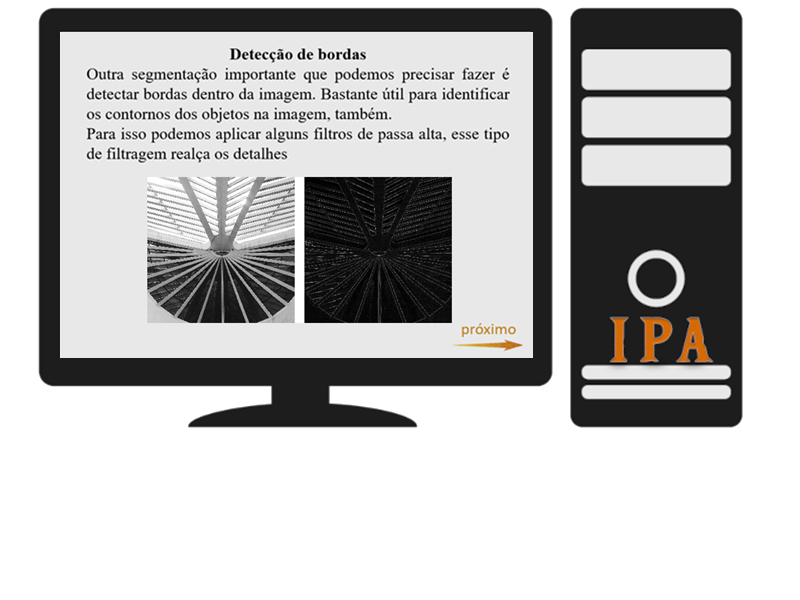 Detecção de bordas
Outra segmentação importante que podemos precisar fazer é
detectar bordas dentro da imagem. Bastante útil para identificar
os contornos dos objetos na imagem, também.
Para isso podemos aplicar alguns filtros de passa alta, esse tipo
de filtragem realça os detalhes
próximo
IPA